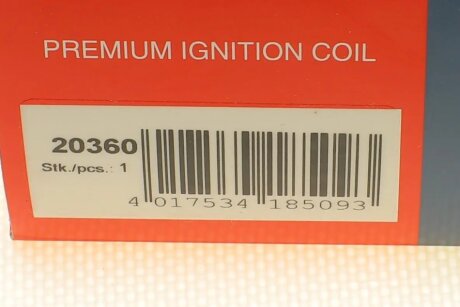 PREMIUM IGNITION COIL
20360
Stk./pcs.: 1
4 017534 185093